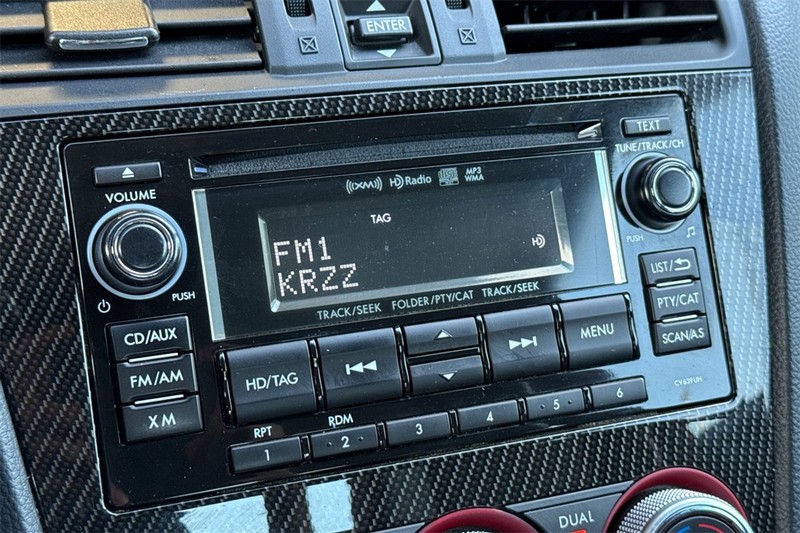 ENTER
TEXT
TUNE/TRACK/CH
VOLUME
((XM)) HD Radio MP3
WMA
TAG
FM1
HD
KRZZ
PUSH
PUSH
TRACK/SEEK FOLDER/PTY/CAT TRACK/SEEK
LIST/
PTY/CAT
SCAN/A.S
CD/AUX
FM/AM
XM
HD/TAG
MENU
CV629UH
RPT RDM
1 2 3 4 5 6
DUAL